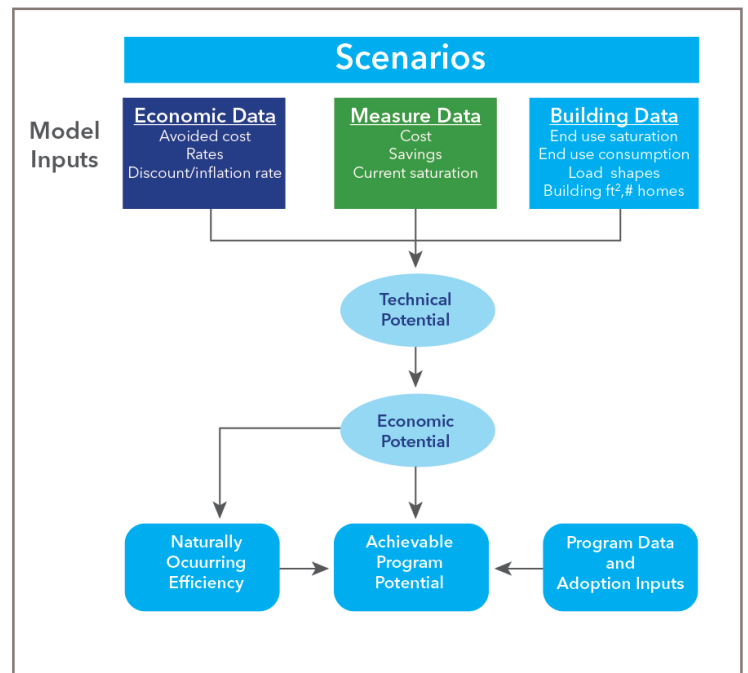 Scenarios
Model
Inputs
Economic Data
Avoided cost
Rates
Discount/inflation rate
Measure Data
Cost
Savings
Current saturation
Building Data
End use saturation
End use consumption
Load shapes
Building ft²,# homes
Technical
Potential
Economic
Potential
Naturally
Ocuurring
Efficiency
Achievable
Program
Potential
Program Data
and
Adoption Inputs